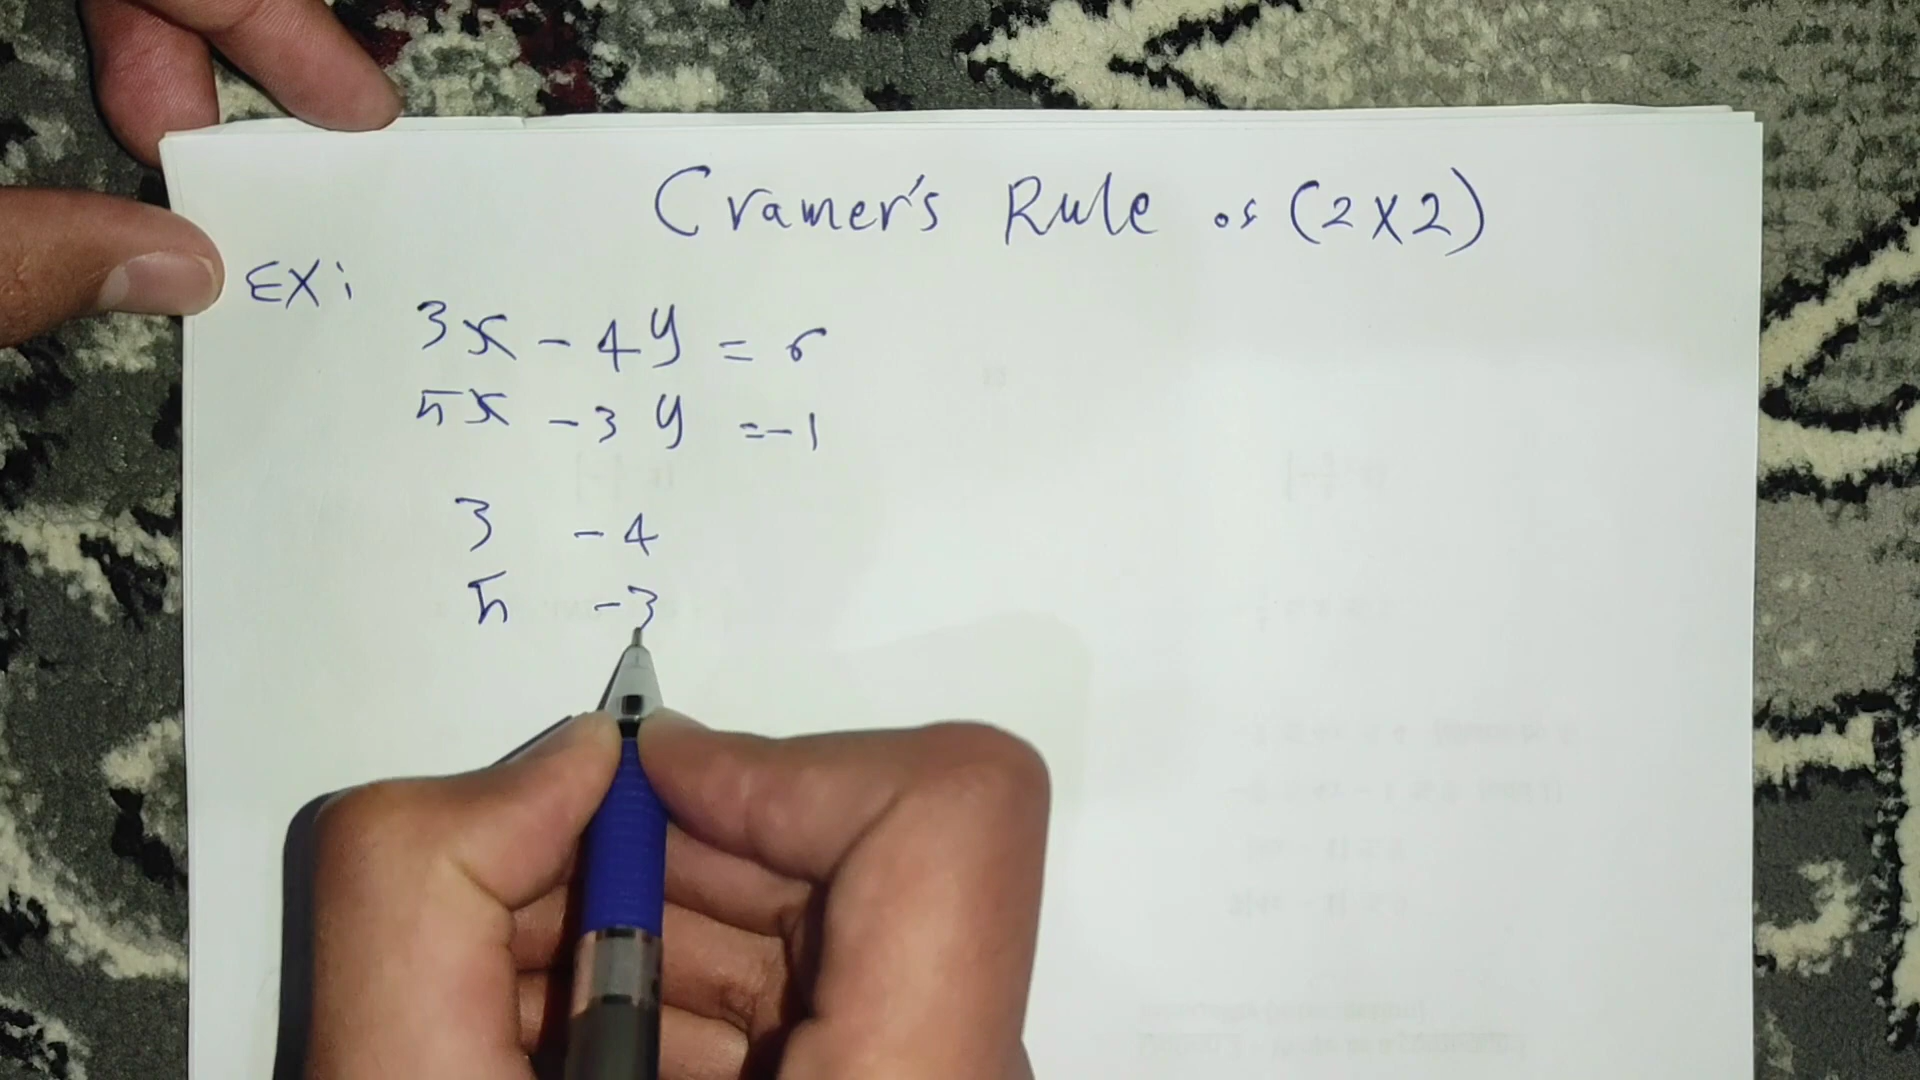 Cramer's Rule of (2X2)
EX:
3x - 4y = 6
5x - 3y = -1
3 -4
5 -3